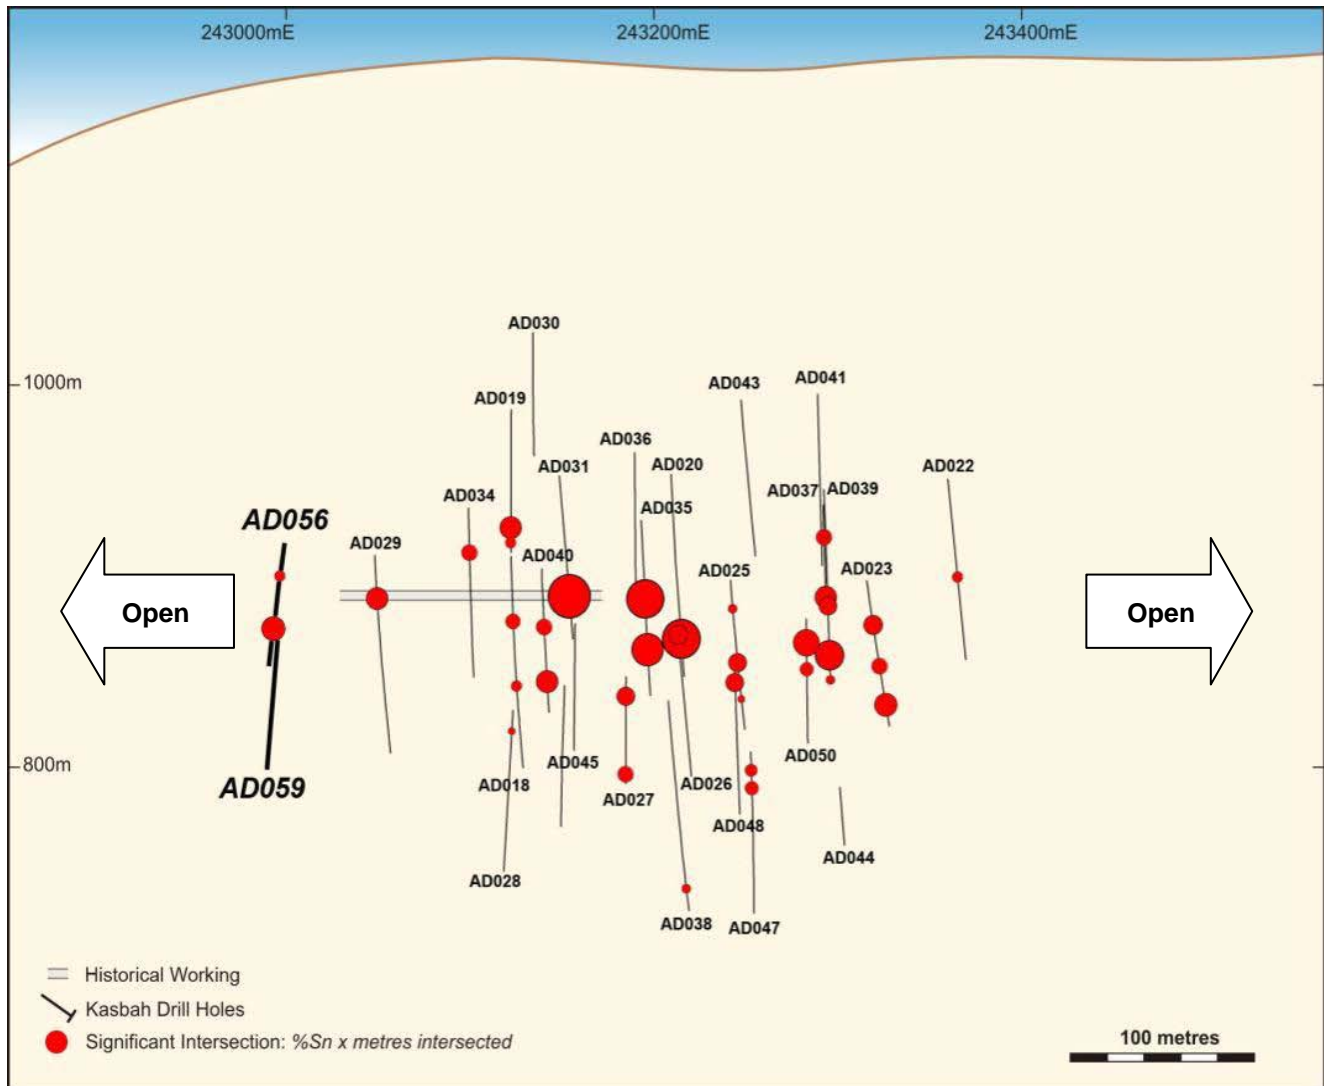 243000mE
243200mE
243400mE
AD030
1000m
AD041
AD043
AD019
AD036
AD031
AD020
AD022
AD037
AD039
AD034
AD035
AD056
AD029
AD040
AD023
AD025
Open
Open
AD050
AD045
800m
AD018
AD026
AD059
AD027
AD048
AD044
AD028
AD038
AD047
Historical Working
Kasbah Drill Holes
Significant Intersection: %Sn x metres intersected
100 metres